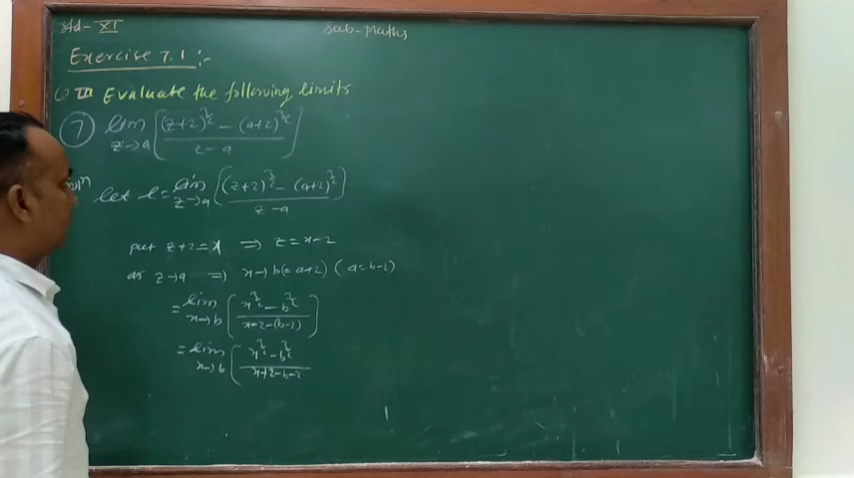 Std - XI
Sub - Maths
Exercise 7.1 :-
Q III Evaluate the following limits
7 lim z→a [ (z+2)^{3/2} - (a+2)^{3/2} / z-a ]
let l = lim z→a [ (z+2)^{3/2} - (a+2)^{3/2} / z-a ]
put z+2=x ⇒ z = x-2
as z→a ⇒ x→b(=a+2) (a=b-2)
= lim x→b [ x^{3/2} - b^{3/2} / x-2-(b-2) ]
= lim x→b [ x^{3/2} - b^{3/2} / x+2-b-2